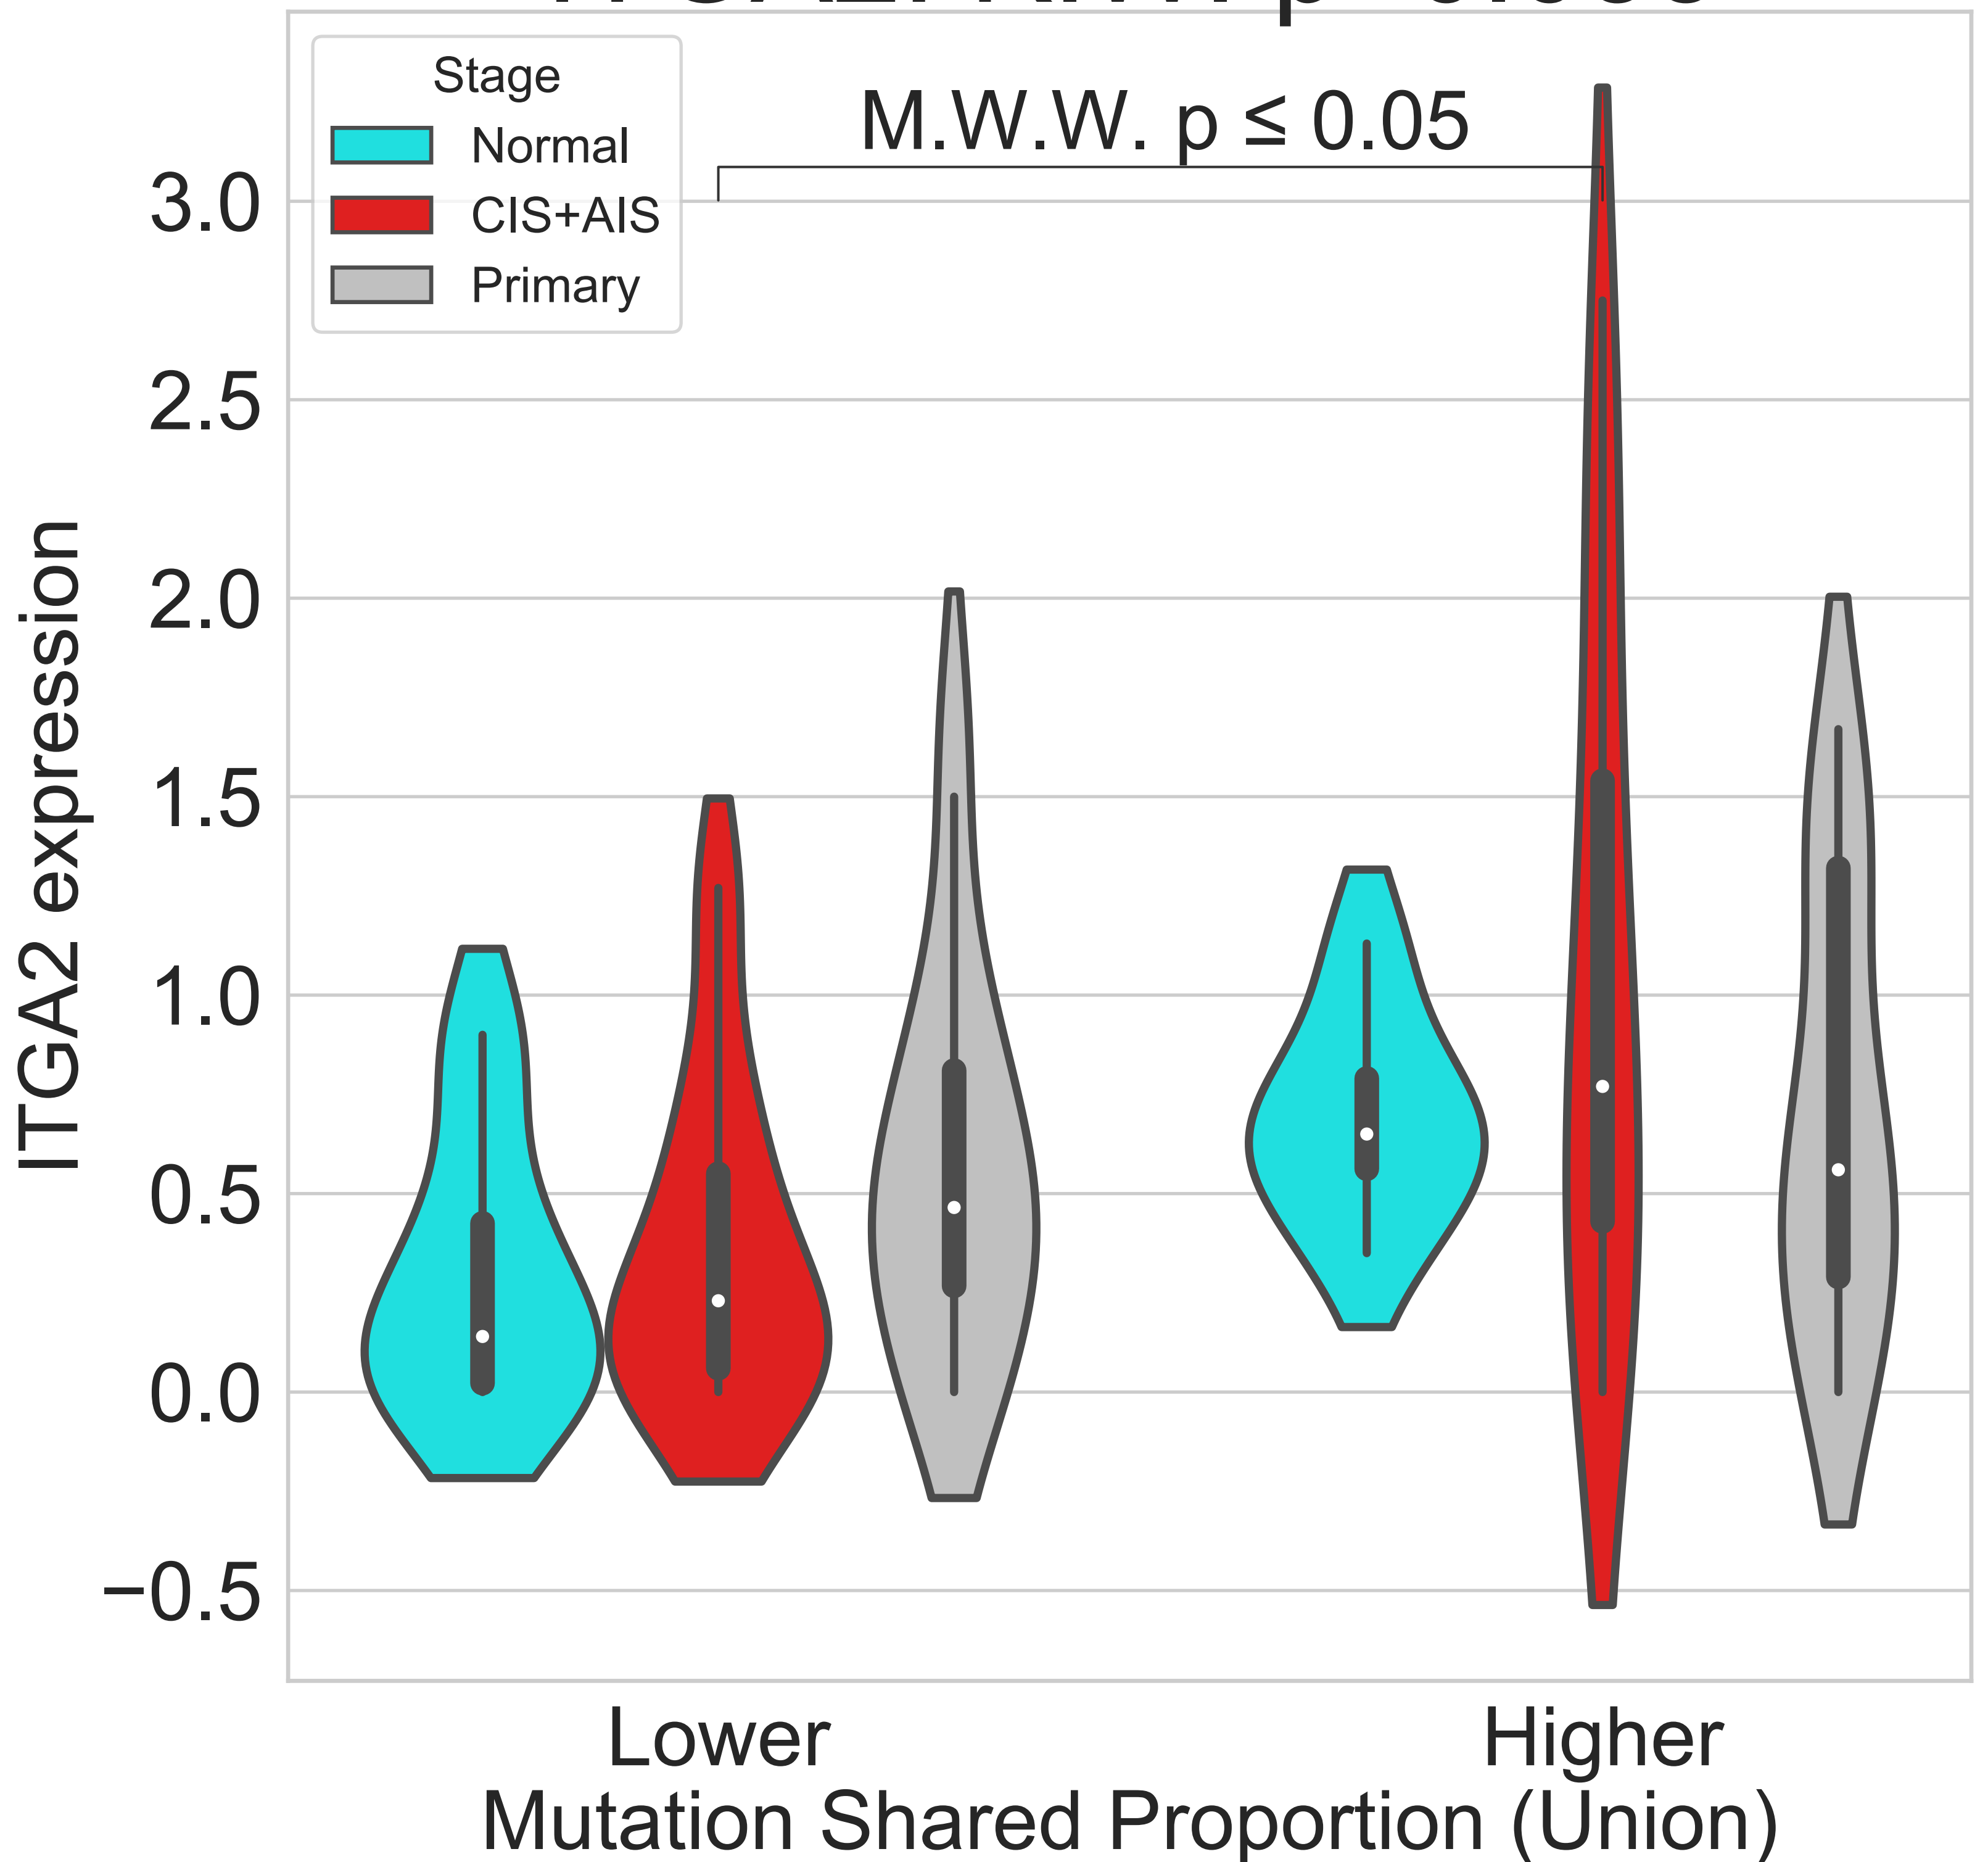 M.W.W. p ≤ 0.05
Stage
Normal
CIS+AIS
Primary
3.0
2.5
2.0
1.5
1.0
0.5
0.0
−0.5
ITGA2 expression
Lower
Higher
Mutation Shared Proportion (Union)